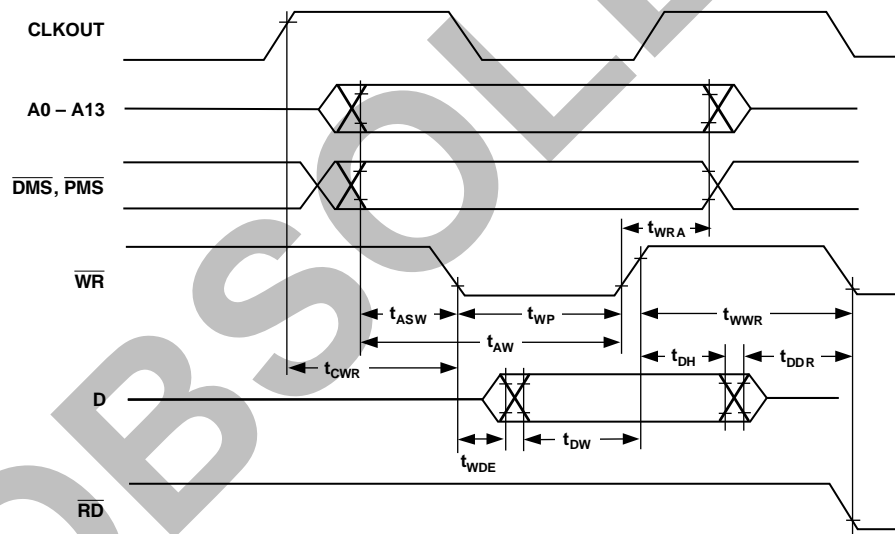 OBSOLETE
CLKOUT
A0 – A13
DMS, PMS
tWRA
WR
tASW
tWP
tWWR
tAW
tCWR
tDH
tDDR
D
tWDE
tDW
RD